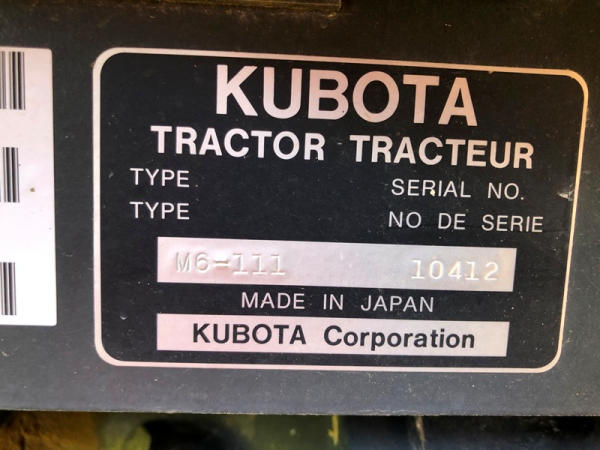 KUBOTA
TRACTOR TRACTEUR
TYPE SERIAL NO.
TYPE NO DE SERIE
M6-111 10412
MADE IN JAPAN
KUBOTA Corporation